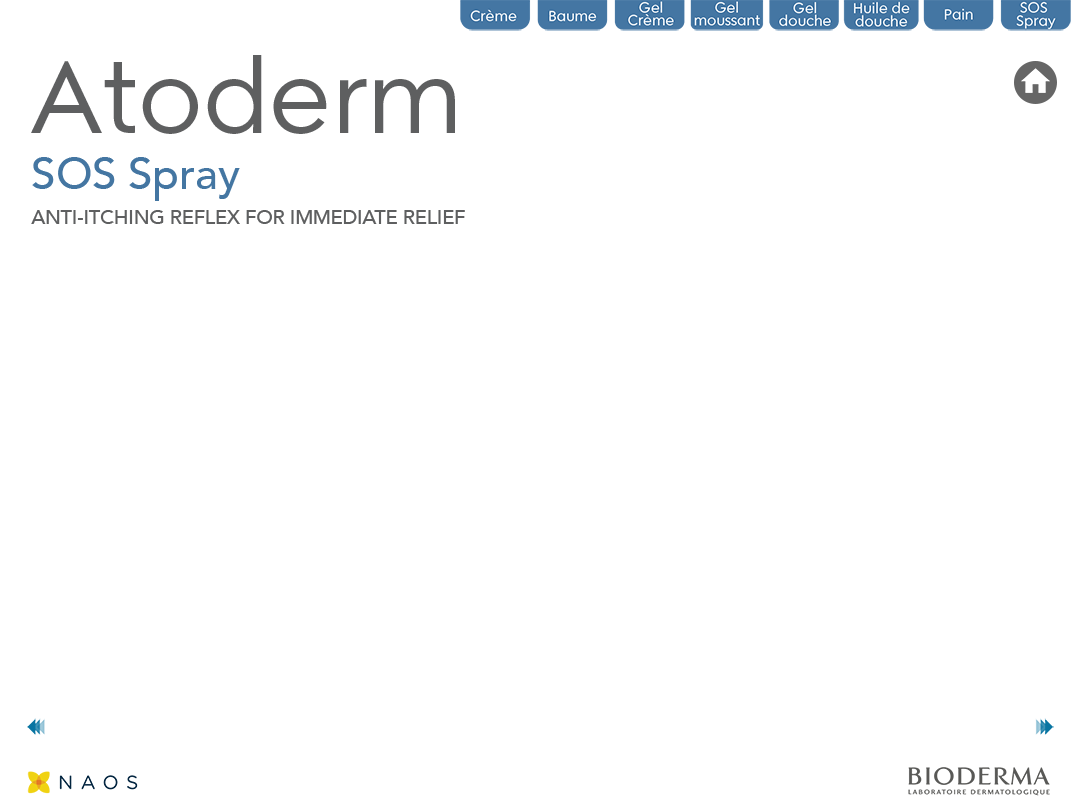 Crème
Baume
Gel
Crème
Gel
moussant
Gel
douche
Huile de
douche
Pain
SOS
Spray
Atoderm
SOS Spray
ANTI-ITCHING REFLEX FOR IMMEDIATE RELIEF
NAOS
BIODERMA
LABORATOIRE DERMATOLOGIQUE